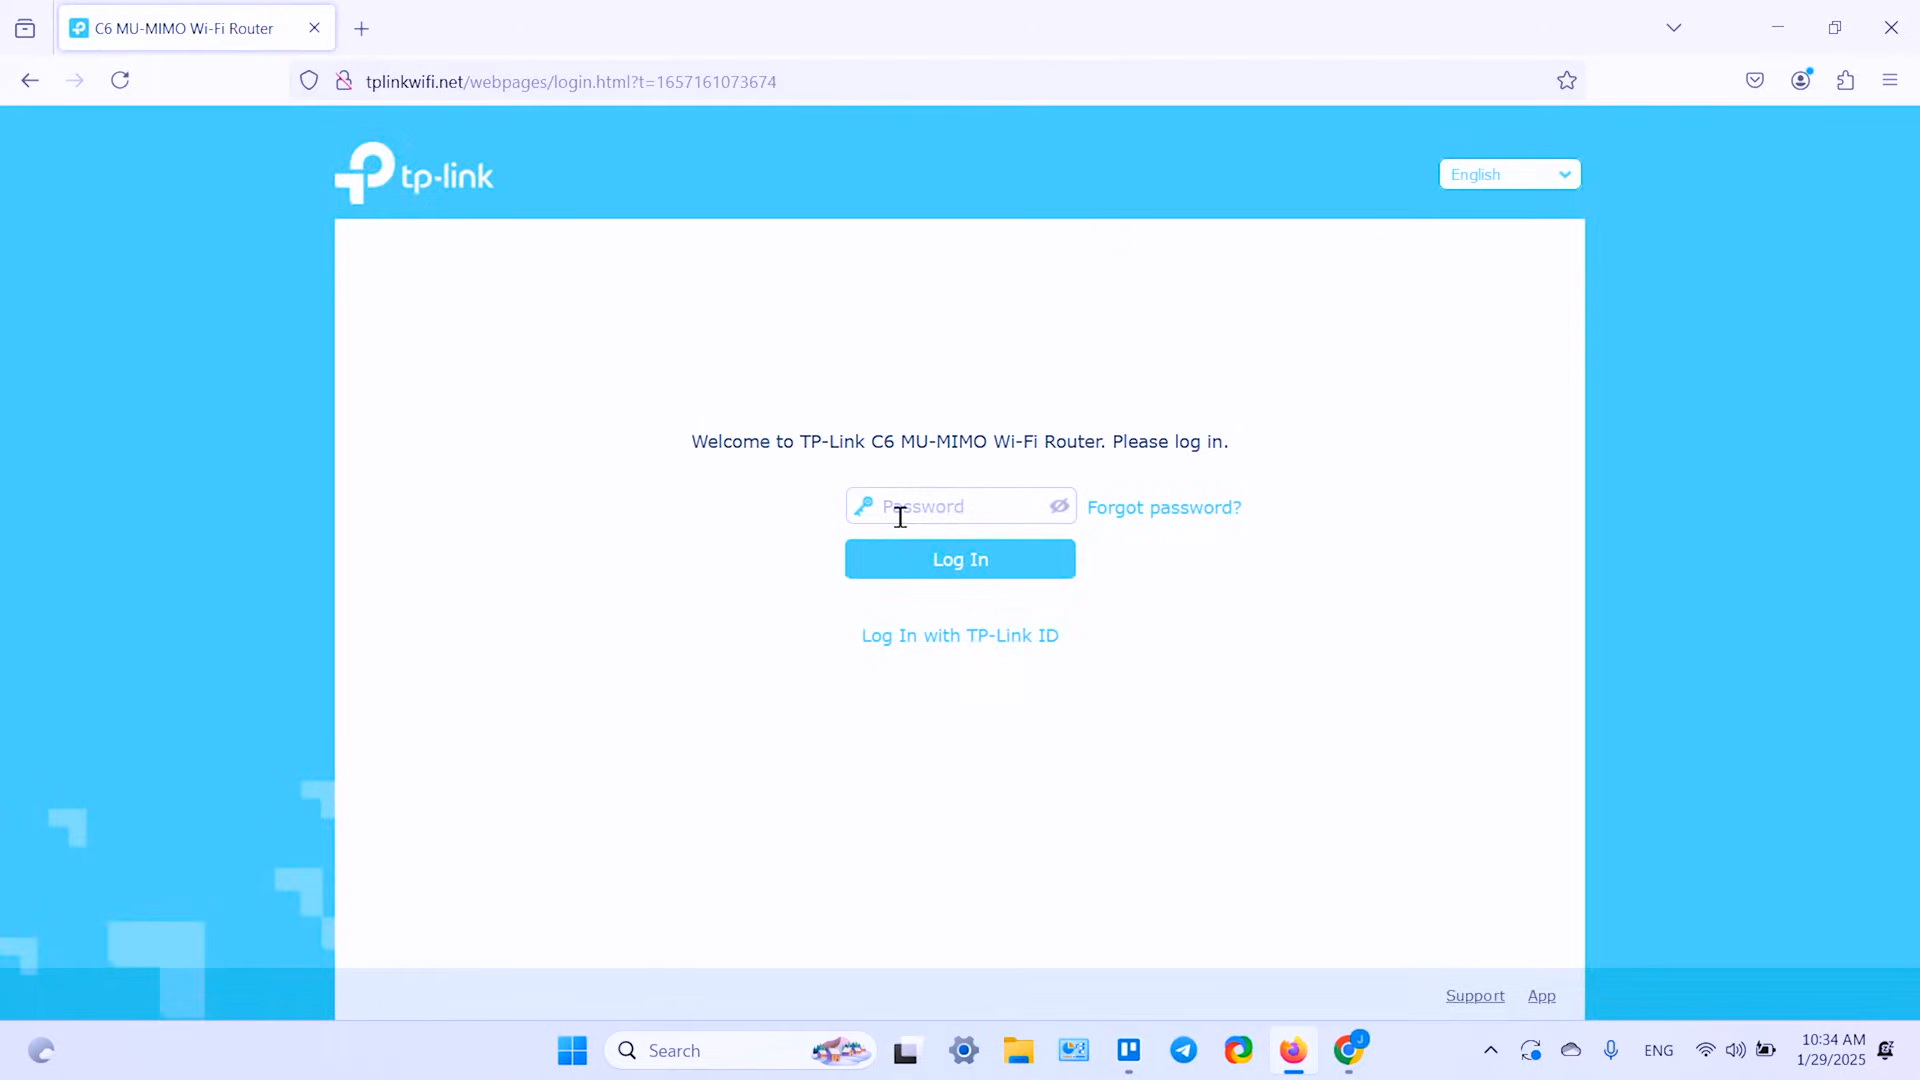 C6 MU-MIMO Wi-Fi Router
tplinkwifi.net/webpages/login.html?t=1657161073674
tp-link
English
Welcome to TP-Link C6 MU-MIMO Wi-Fi Router. Please log in.
Password
Forgot password?
Log In
Log In with TP-Link ID
Support
App
Search
J
ENG
10:34 AM
1/29/2025